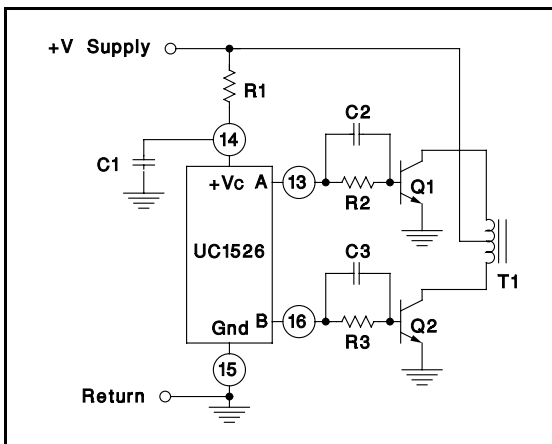 +V Supply
R1
C2
14
C1
+Vc A 13
R2
Q1
UC1526
C3
T1
B 16
Gnd
R3
Q2
15
Return